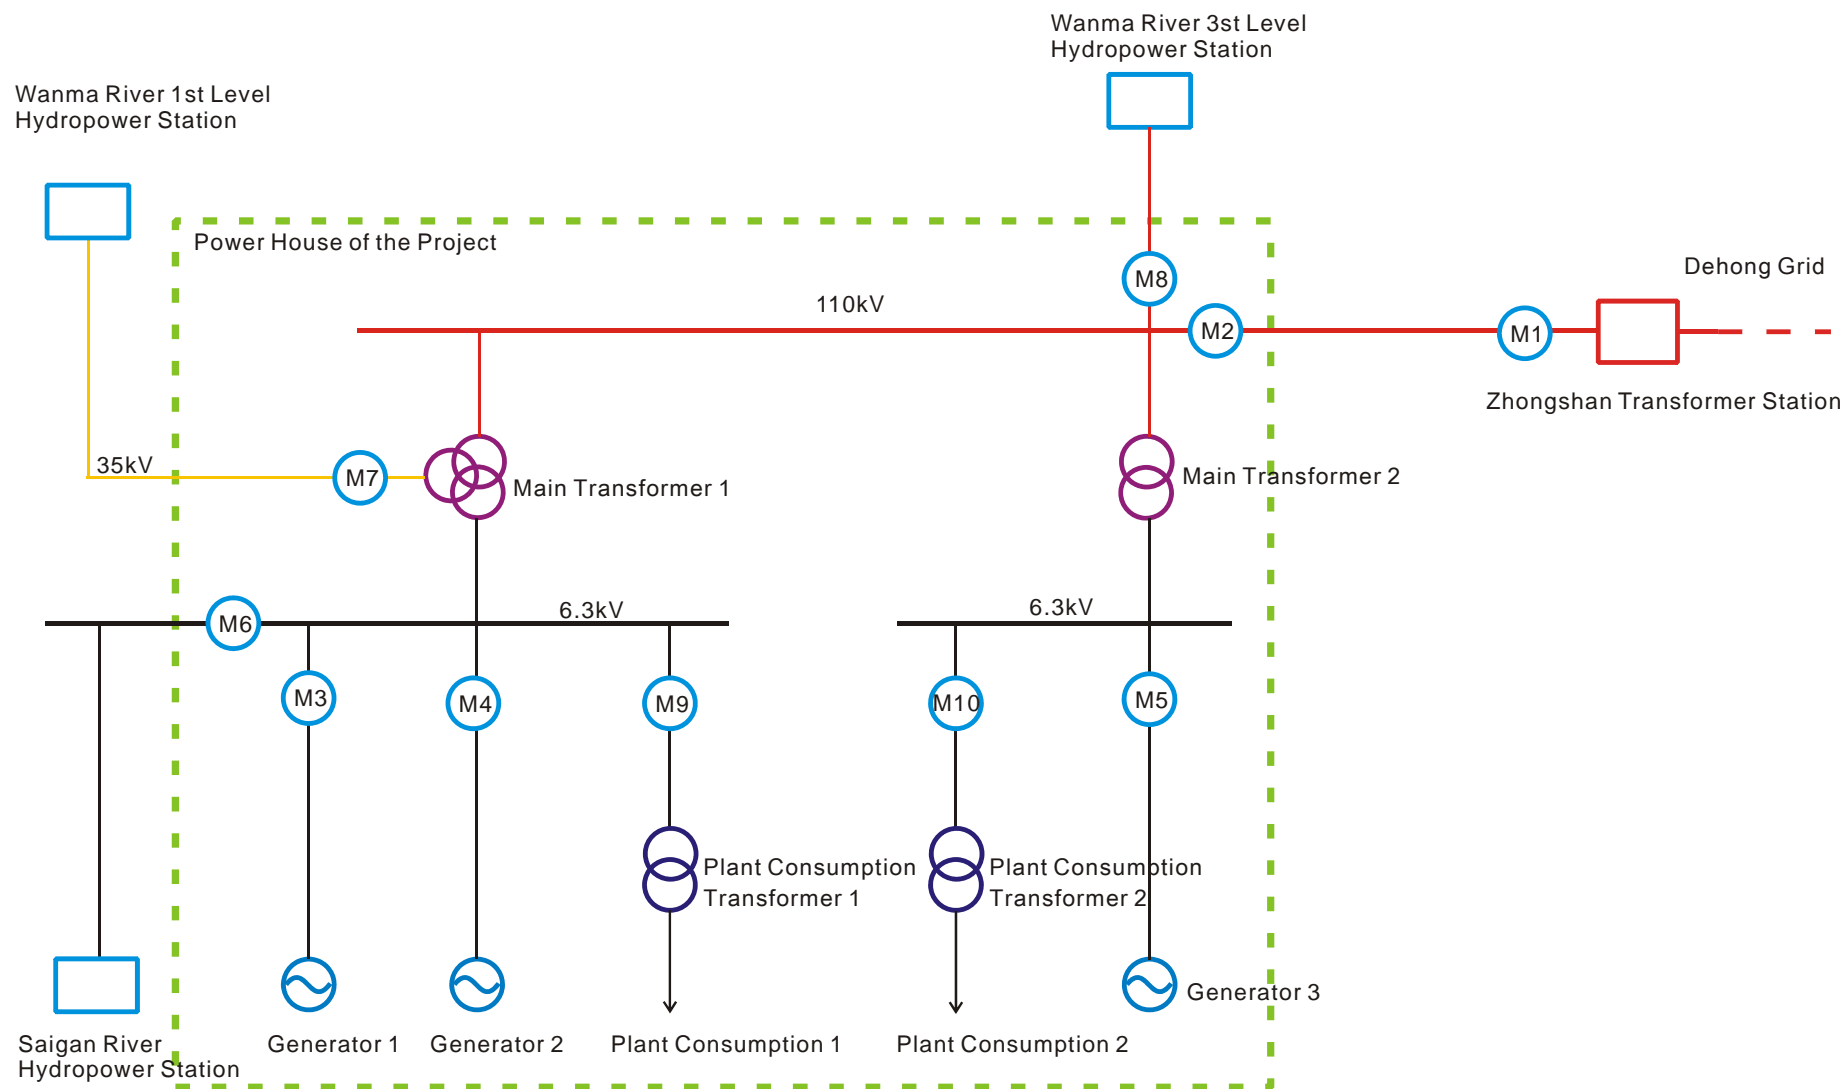 Wanma River 3st Level
Hydropower Station
Wanma River 1st Level
Hydropower Station
Power House of the Project
M8
Dehong Grid
110kV
M2
M1
Zhongshan Transformer Station
35kV
M7
Main Transformer 1
Main Transformer 2
M6
6.3kV
6.3kV
M3
M4
M9
M10
M5
Plant Consumption
Transformer 1
Plant Consumption
Transformer 2
Generator 3
Saigan River
Hydropower Station
Generator 1
Generator 2
Plant Consumption 1
Plant Consumption 2